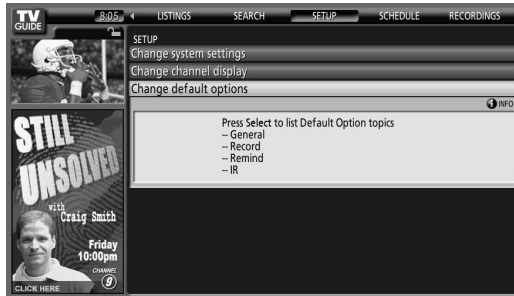 TV
GUIDE
8:05
LISTINGS
SEARCH
SETUP
SCHEDULE
RECORDINGS
SETUP
Change system settings
Change channel display
Change default options
INFO
Press Select to list Default Option topics
-- General
-- Record
-- Remind
-- IR
STILL
UNSOLVED
with
Craig Smith
Friday
10:00pm
CHANNEL
9
CLICK HERE